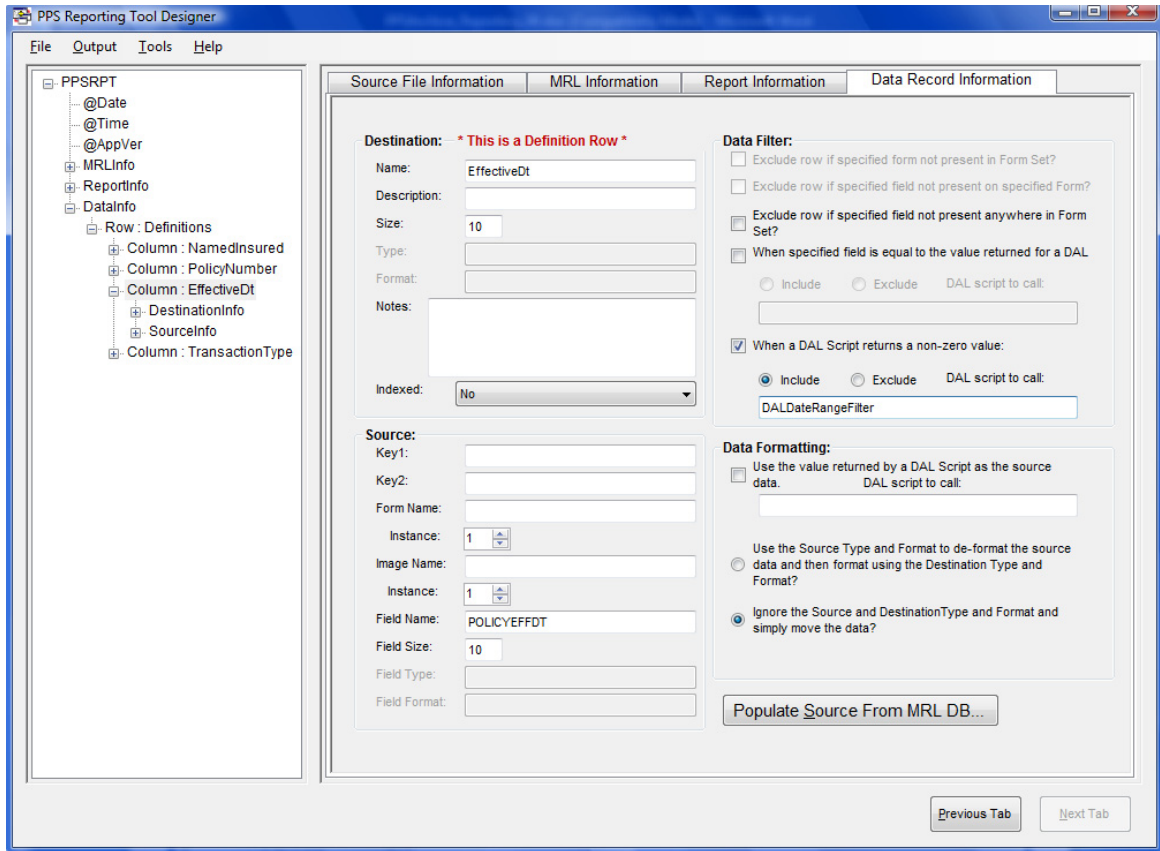 PPS Reporting Tool Designer
File Output Tools Help
PPSRPT
@Date
@Time
@AppVer
MRLInfo
ReportInfo
DataInfo
Row : Definitions
Column : NamedInsured
Column : PolicyNumber
Column : EffectiveDt
DestinationInfo
SourceInfo
Column : TransactionType
Source File Information MRL Information Report Information Data Record Information
Destination: * This is a Definition Row *
Name: EffectiveDt
Description:
Size: 10
Type:
Format:
Notes:
Indexed: No
Source:
Key1:
Key2:
Form Name:
Instance: 1
Image Name:
Instance: 1
Field Name: POLICYEFFDT
Field Size: 10
Field Type:
Field Format:
Data Filter:
Exclude row if specified form not present in Form Set?
Exclude row if specified field not present on specified Form?
Exclude row if specified field not present anywhere in Form
Set?
When specified field is equal to the value returned for a DAL
Include Exclude DAL script to call:
When a DAL Script returns a non-zero value:
Include Exclude DAL script to call:
DALDateRangeFilter
Data Formatting:
Use the value returned by a DAL Script as the source
data. DAL script to call:
Use the Source Type and Format to de-format the source
data and then format using the Destination Type and
Format?
Ignore the Source and DestinationType and Format and
simply move the data?
Populate Source From MRL DB...
Previous Tab Next Tab